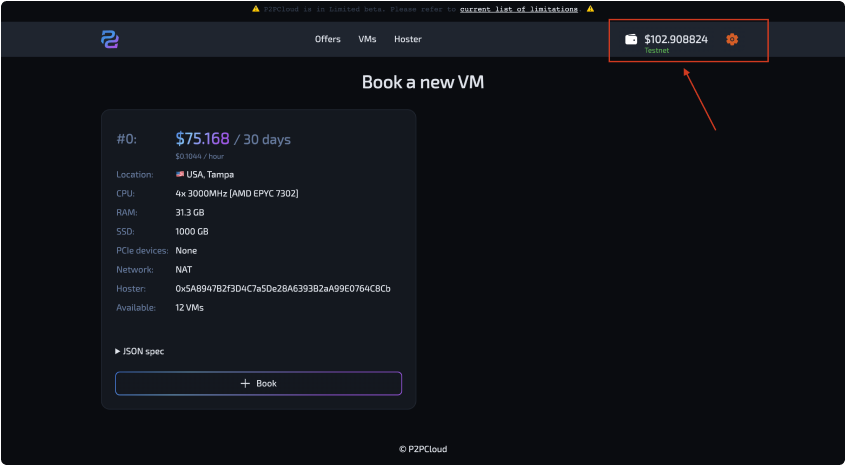 ⚠ P2PCloud is in Limited beta. Please refer to current list of limitations ⚠
Offers VMs Hoster
$102.908824
Testnet
Book a new VM
#0: $75.168 / 30 days
$0.1044 / hour
Location: 🇺🇸 USA, Tampa
CPU: 4x 3000MHz [AMD EPYC 7302]
RAM: 31.3 GB
SSD: 1000 GB
PCIe devices: None
Network: NAT
Hoster: 0x5A8947B2f3D4C7a5De28A6393B2aA99E0764C8Cb
Available: 12 VMs
▶ JSON spec
+ Book
© P2PCloud